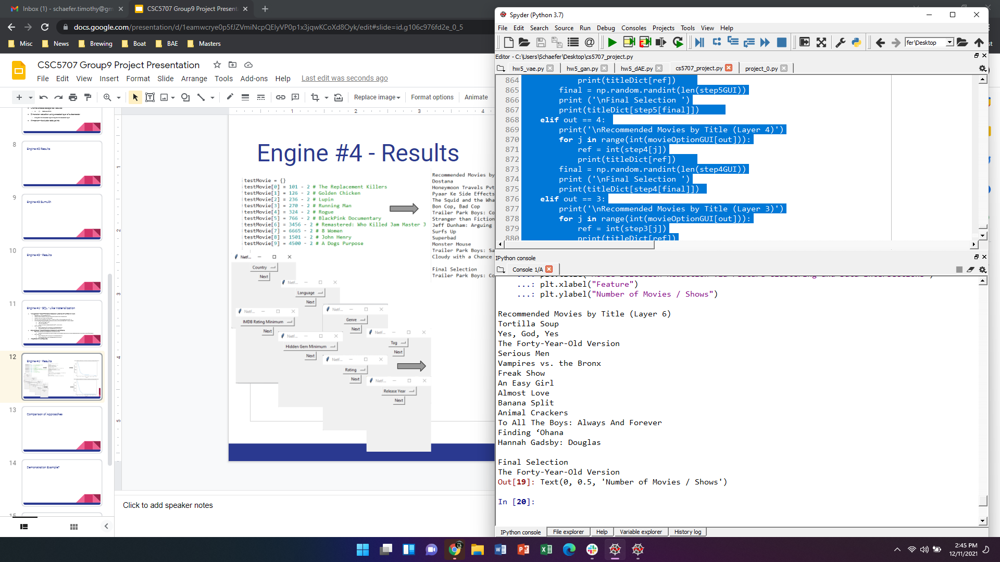 Inbox (1) - schaefer.timothy@gm
CSC5707 Group9 Project Present
docs.google.com/presentation/d/1eamwcrye0p5fJZVmiNcpQEIyVP0p1x3jqwKCoXd8Oyk/edit#slide=id.g106c976fd2e_0_5
Misc News Brewing Boat BAE Masters
CSC5707 Group9 Project Presentation
File Edit View Insert Format Slide Arrange Tools Add-ons Help Last edit was seconds ago
Replace image Format options Animate
8
Engine #2 Results
9
Engine #3 Sumukh
10
Engine #3 - Results
11
Engine #4 - SQL - Like Materialization
12
Engine #4 - Results
13
Comparison of Approaches
14
Demonstration Example?
15
1 2 3 4
1
2
3
4
5
Engine #4 - Results
testMovie = {}
testMovie[0] = 101 - 2 # The Replacement Killers
testMovie[1] = 126 - 2 # Golden Chicken
testMovie[2] = 236 - 2 # Lupin
testMovie[3] = 270 - 2 # Running Man
testMovie[4] = 324 - 2 # Rogue
testMovie[5] = 766 - 2 # BlackPink Documentary
testMovie[6] = 3456 - 2 # Remastered: Who Killed Jam Master J
testMovie[7] = 6665 - 2 # 8 Women
testMovie[8] = 1501 - 2 # John Henry
testMovie[9] = 4500 - 2 # A Dogs Purpose
Recommended Movies by
Dostana
Honeymoon Travels Pvt
Pyaar Ke Side Effects
The Squid and the Wha
Bon Cop, Bad Cop
Trailer Park Boys: Co
Stranger than Fiction
Jeff Dunham: Arguing
Surfs Up
Superbad
Monster House
Trailer Park Boys: Sa
Cloudy with a Chance
Final Selection
Trailer Park Boys: Co
Netf...
Country
Next
Netf...
Language
Next
Netf...
IMDB Rating Minimum
Next
Netf...
Genre
Next
Netf...
Hidden Gem Minimum
Next
Netf...
Tag
Next
Netf...
Rating
Next
Netf...
Release Year
Next
Click to add speaker notes
Spyder (Python 3.7)
File Edit Search Source Run Debug Consoles Projects Tools View Help
fer\Desktop
Editor - C:\Users\Schaefer\Desktop\cs5707_project.py
hw5_vae.py hw5_gan.py hw5_dAE.py cs5707_project.py project_0.py
864 print(titleDict[ref])
865 final = np.random.randint(len(step5GUI))
866 print ('\nFinal Selection ')
867 print(titleDict[step5[final]])
868 elif out == 4:
869 print('\nRecommended Movies by Title (Layer 4)')
870 for j in range(int(movieOptionGUI[out])):
871 ref = int(step4[j])
872 print(titleDict[ref])
873 final = np.random.randint(len(step4GUI))
874 print ('\nFinal Selection ')
875 print(titleDict[step4[final]])
876 elif out == 3:
877 print('\nRecommended Movies by Title (Layer 3)')
878 for j in range(int(movieOptionGUI[out])):
879 ref = int(step3[j])
880 print(titleDict[ref])
IPython console
Console 1/A
...: plt.xlabel("Feature")
...: plt.ylabel("Number of Movies / Shows")
Recommended Movies by Title (Layer 6)
Tortilla Soup
Yes, God, Yes
The Forty-Year-Old Version
Serious Men
Vampires vs. the Bronx
Freak Show
An Easy Girl
Almost Love
Banana Split
Animal Crackers
To All The Boys: Always And Forever
Finding ‘Ohana
Hannah Gadsby: Douglas
Final Selection
The Forty-Year-Old Version
Out[19]: Text(0, 0.5, 'Number of Movies / Shows')
In [20]:
IPython console File explorer Help Variable explorer History log
2:45 PM
12/11/2021